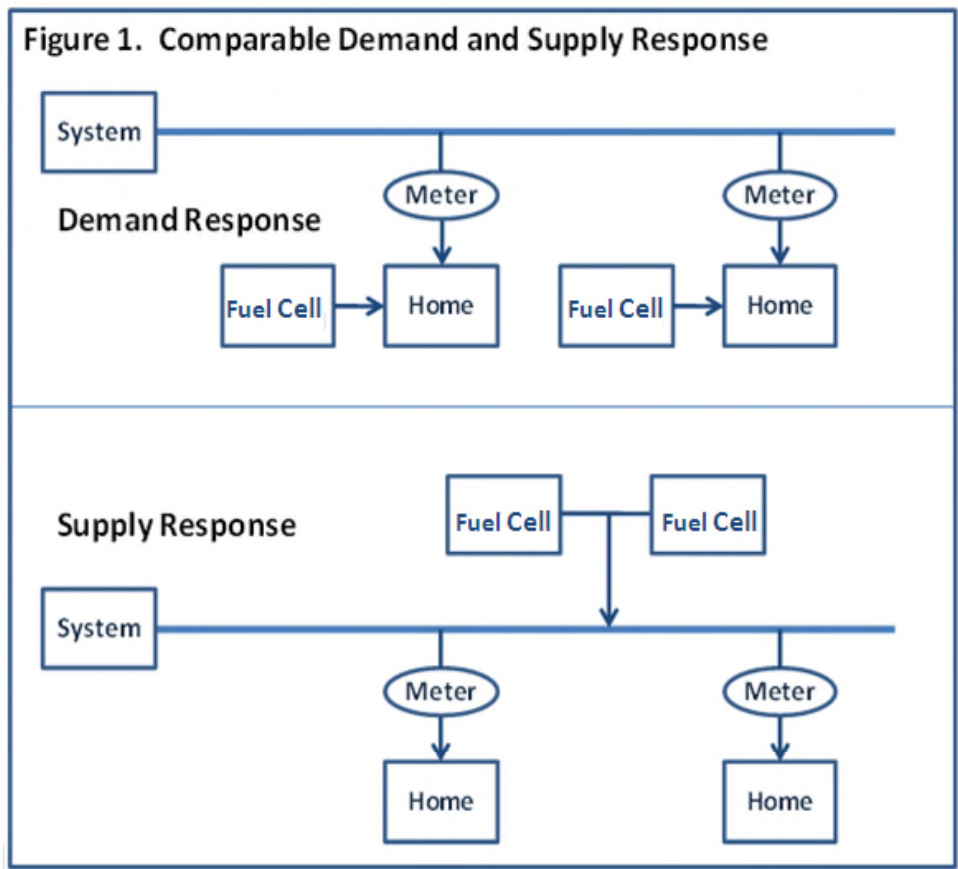 Figure 1.  Comparable Demand and Supply Response
System
Meter
Meter
Demand Response
Fuel Cell
Home
Fuel Cell
Home
Fuel Cell
Fuel Cell
Supply Response
System
Meter
Meter
Home
Home